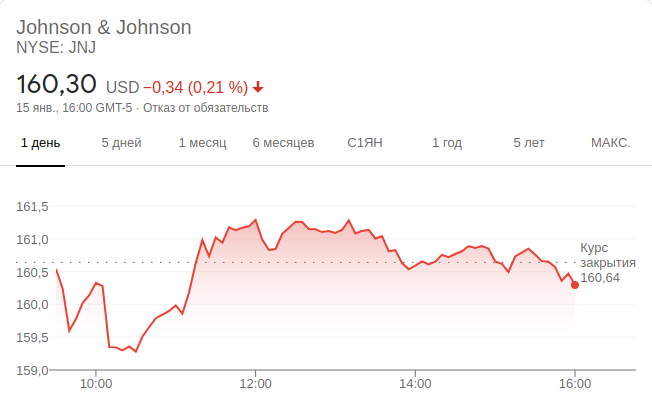 Johnson & Johnson
NYSE: JNJ
160,30 USD −0,34 (0,21 %)
15 янв., 16:00 GMT-5 · Отказ от обязательств
1 день 5 дней 1 месяц 6 месяцев С1ЯН 1 год 5 лет МАКС.
161,5
161,0
160,5
160,0
159,5
159,0
Курс
закрытия
160,64
10:00 12:00 14:00 16:00